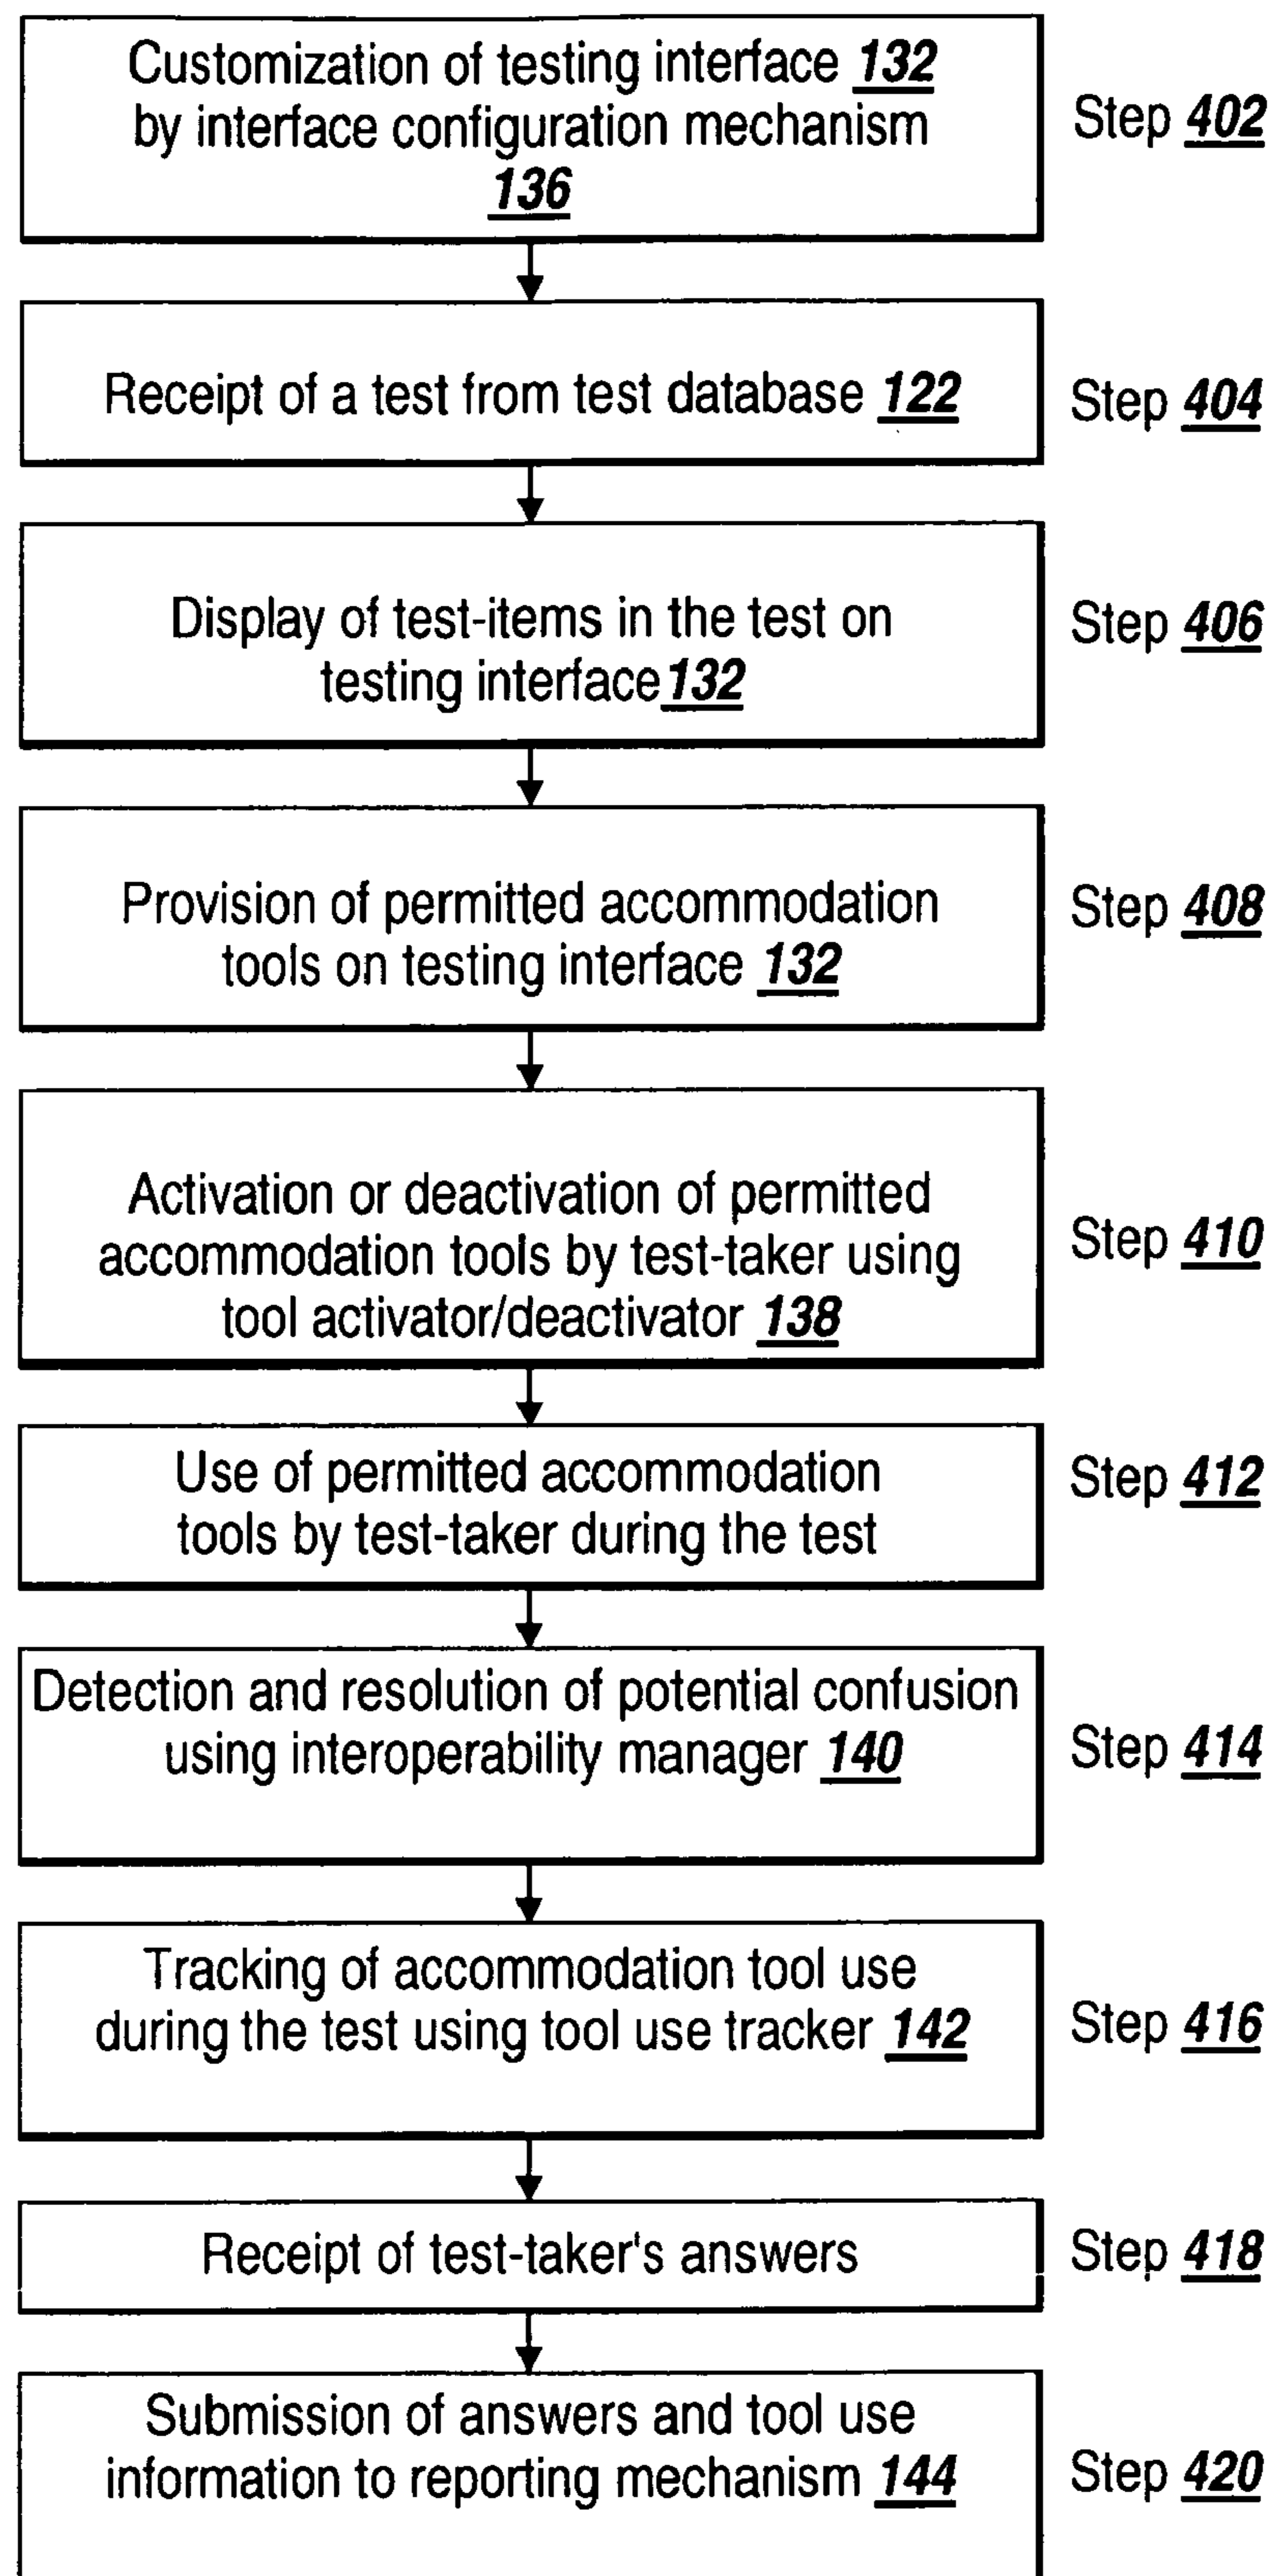 Customization of testing interface 132
by interface configuration mechanism
136
Step 402
Receipt of a test from test database 122
Step 404
Display of test-items in the test on
testing interface132
Step 406
Provision of permitted accommodation
tools on testing interface 132
Step 408
Activation or deactivation of permitted
accommodation tools by test-taker using
tool activator/deactivator 138
Step 410
Use of permitted accommodation
tools by test-taker during the test
Step 412
Detection and resolution of potential confusion
using interoperability manager 140
Step 414
Tracking of accommodation tool use
during the test using tool use tracker 142
Step 416
Receipt of test-taker's answers
Step 418
Submission of answers and tool use
information to reporting mechanism 144
Step 420